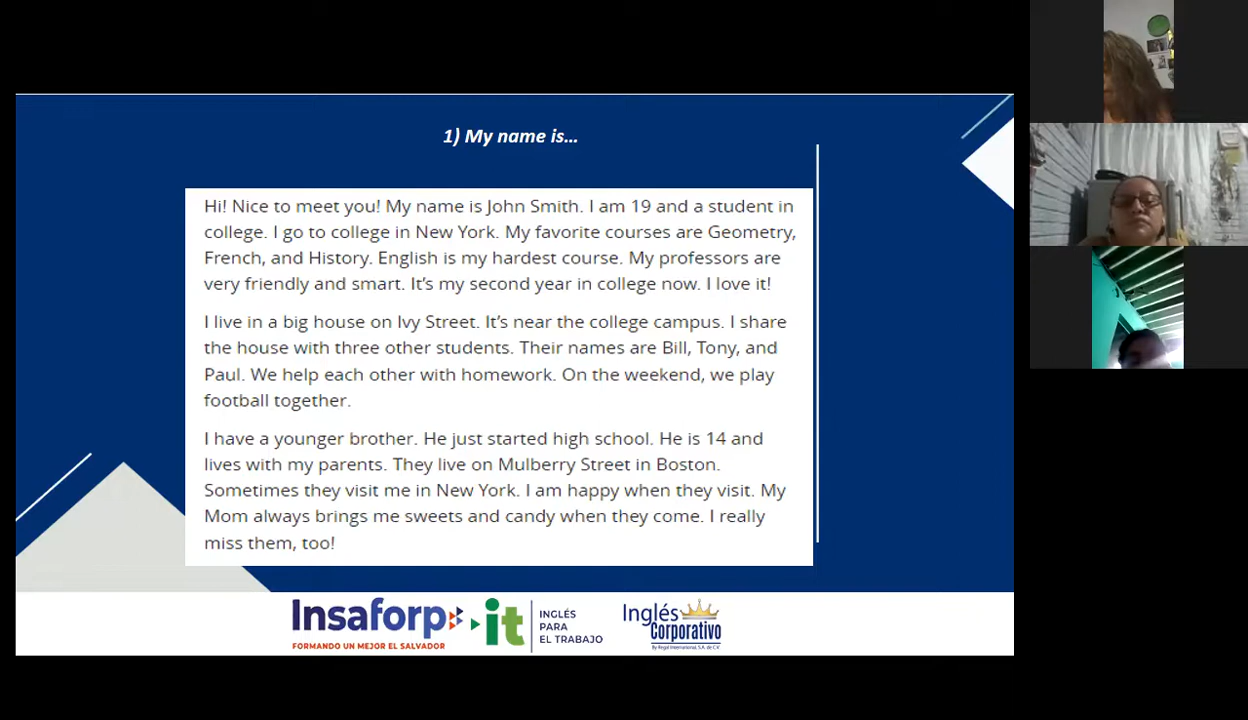 1) My name is...
Hi! Nice to meet you! My name is John Smith. I am 19 and a student in
college. I go to college in New York. My favorite courses are Geometry,
French, and History. English is my hardest course. My professors are
very friendly and smart. It's my second year in college now. I love it!
I live in a big house on Ivy Street. It's near the college campus. I share
the house with three other students. Their names are Bill, Tony, and
Paul. We help each other with homework. On the weekend, we play
football together.
I have a younger brother. He just started high school. He is 14 and
lives with my parents. They live on Mulberry Street in Boston.
Sometimes they visit me in New York. I am happy when they visit. My
Mom always brings me sweets and candy when they come. I really
miss them, too!
Insaforp
FORMANDO UN MEJOR EL SALVADOR
it
INGLÉS
PARA
EL TRABAJO
Inglés
Corporativo
By Regal International, S.A. de C.V.